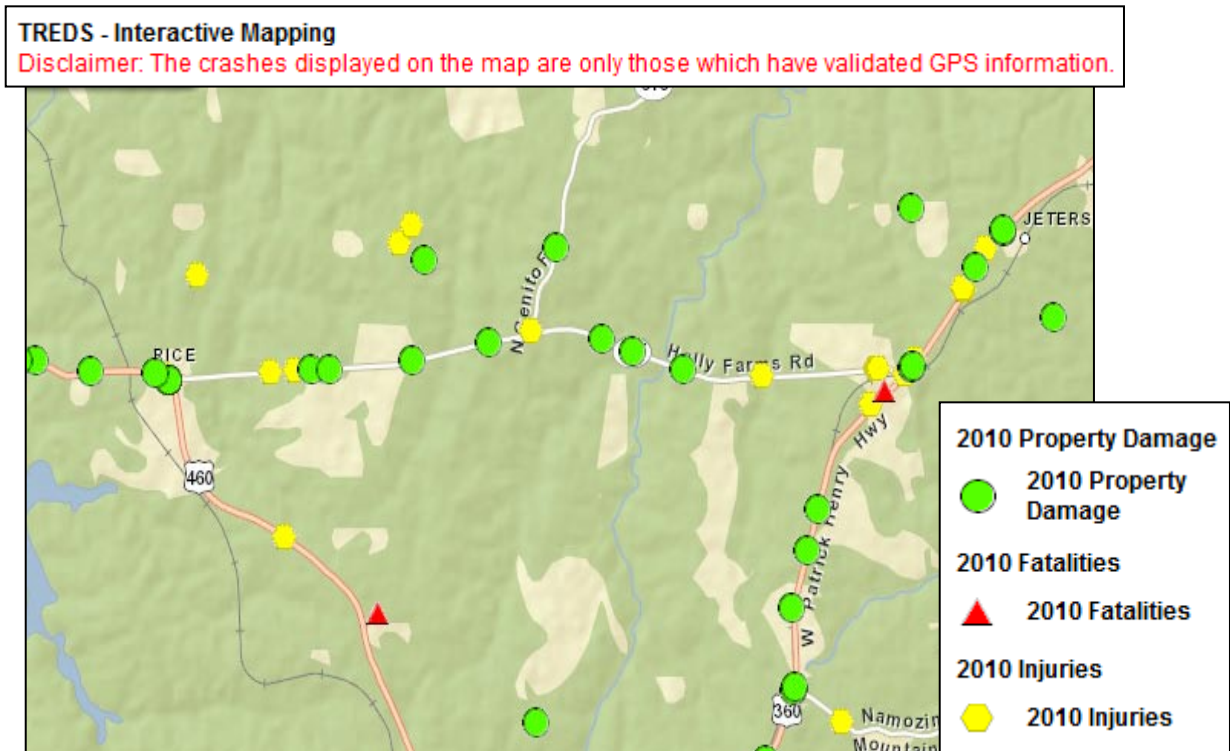 TREDS - Interactive Mapping
Disclaimer: The crashes displayed on the map are only those which have validated GPS information.
JETERS
RICE
Holly Farms Rd
460
W Patrick Henry Hwy
360
Namozin
Mountain
2010 Property Damage
2010 Property
Damage
2010 Fatalities
2010 Fatalities
2010 Injuries
2010 Injuries